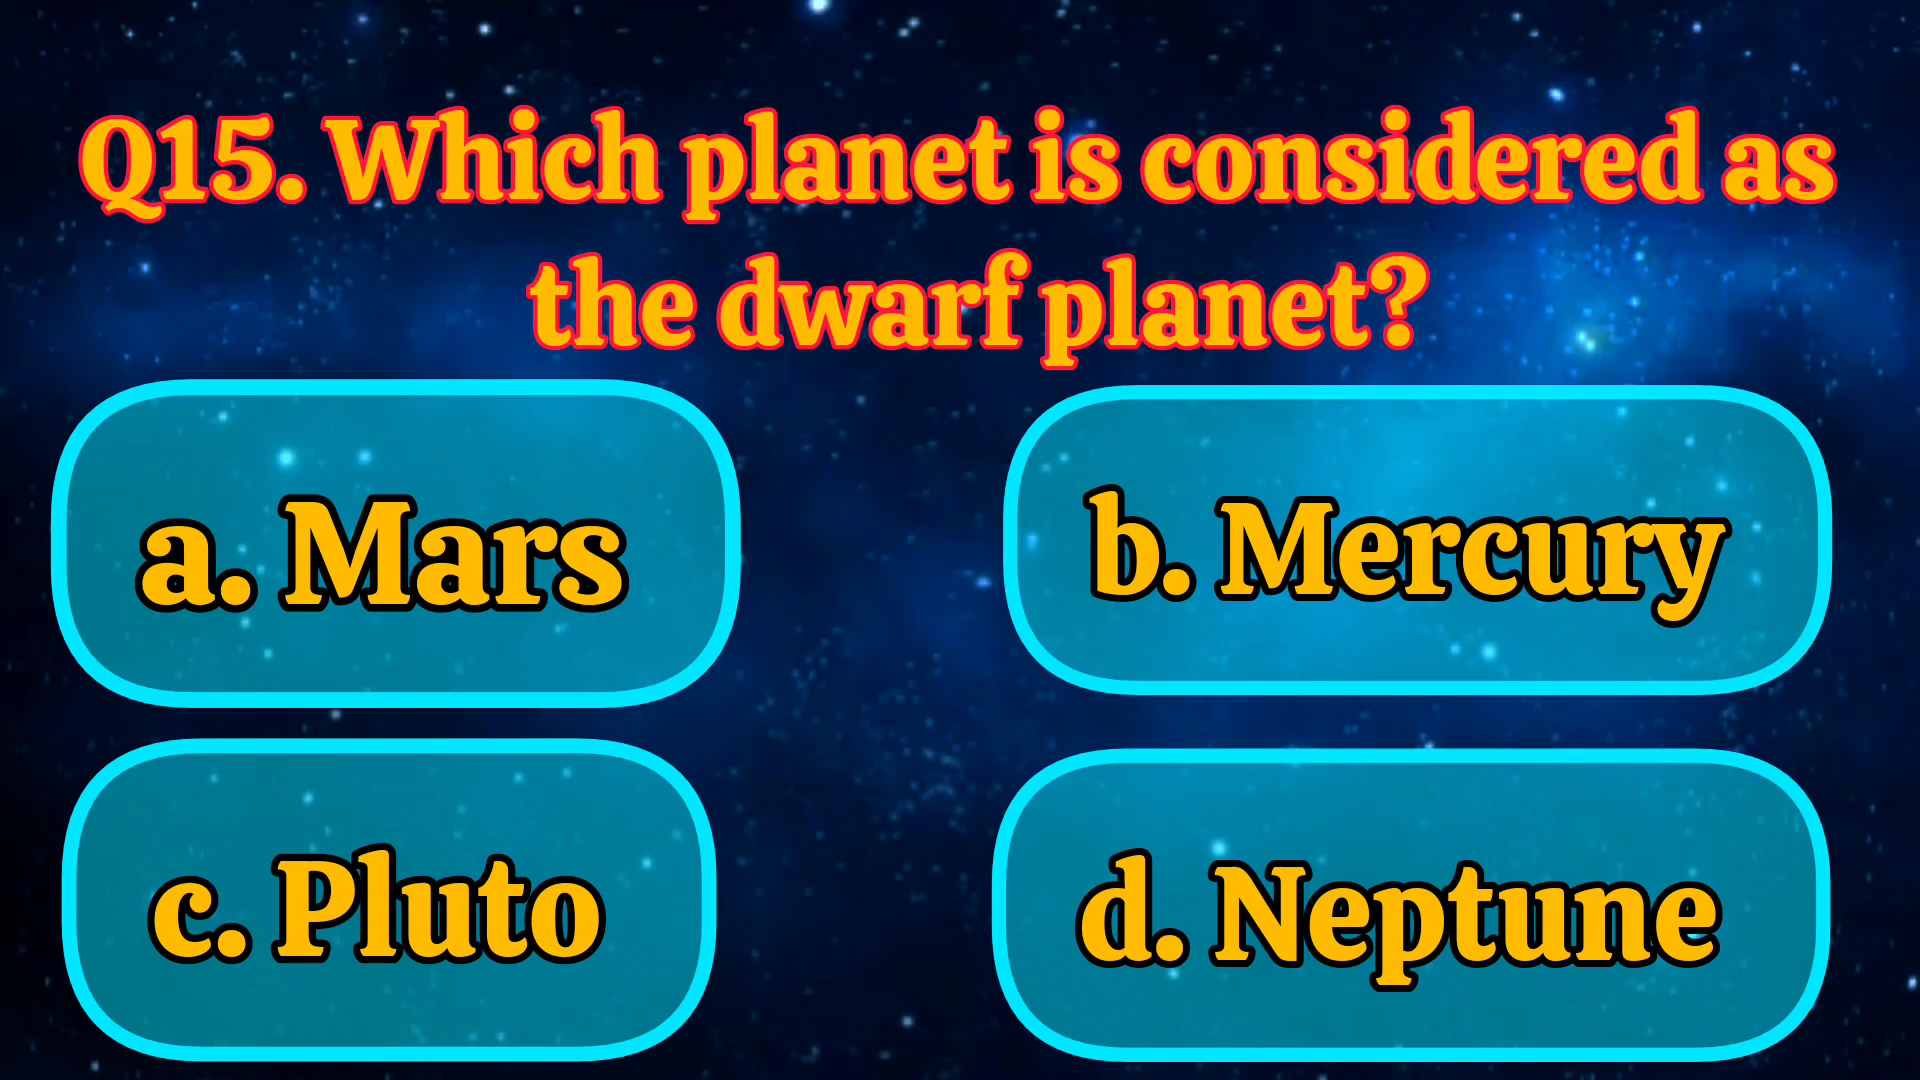 Q15. Which planet is considered as
the dwarf planet?
a. Mars
b. Mercury
c. Pluto
d. Neptune